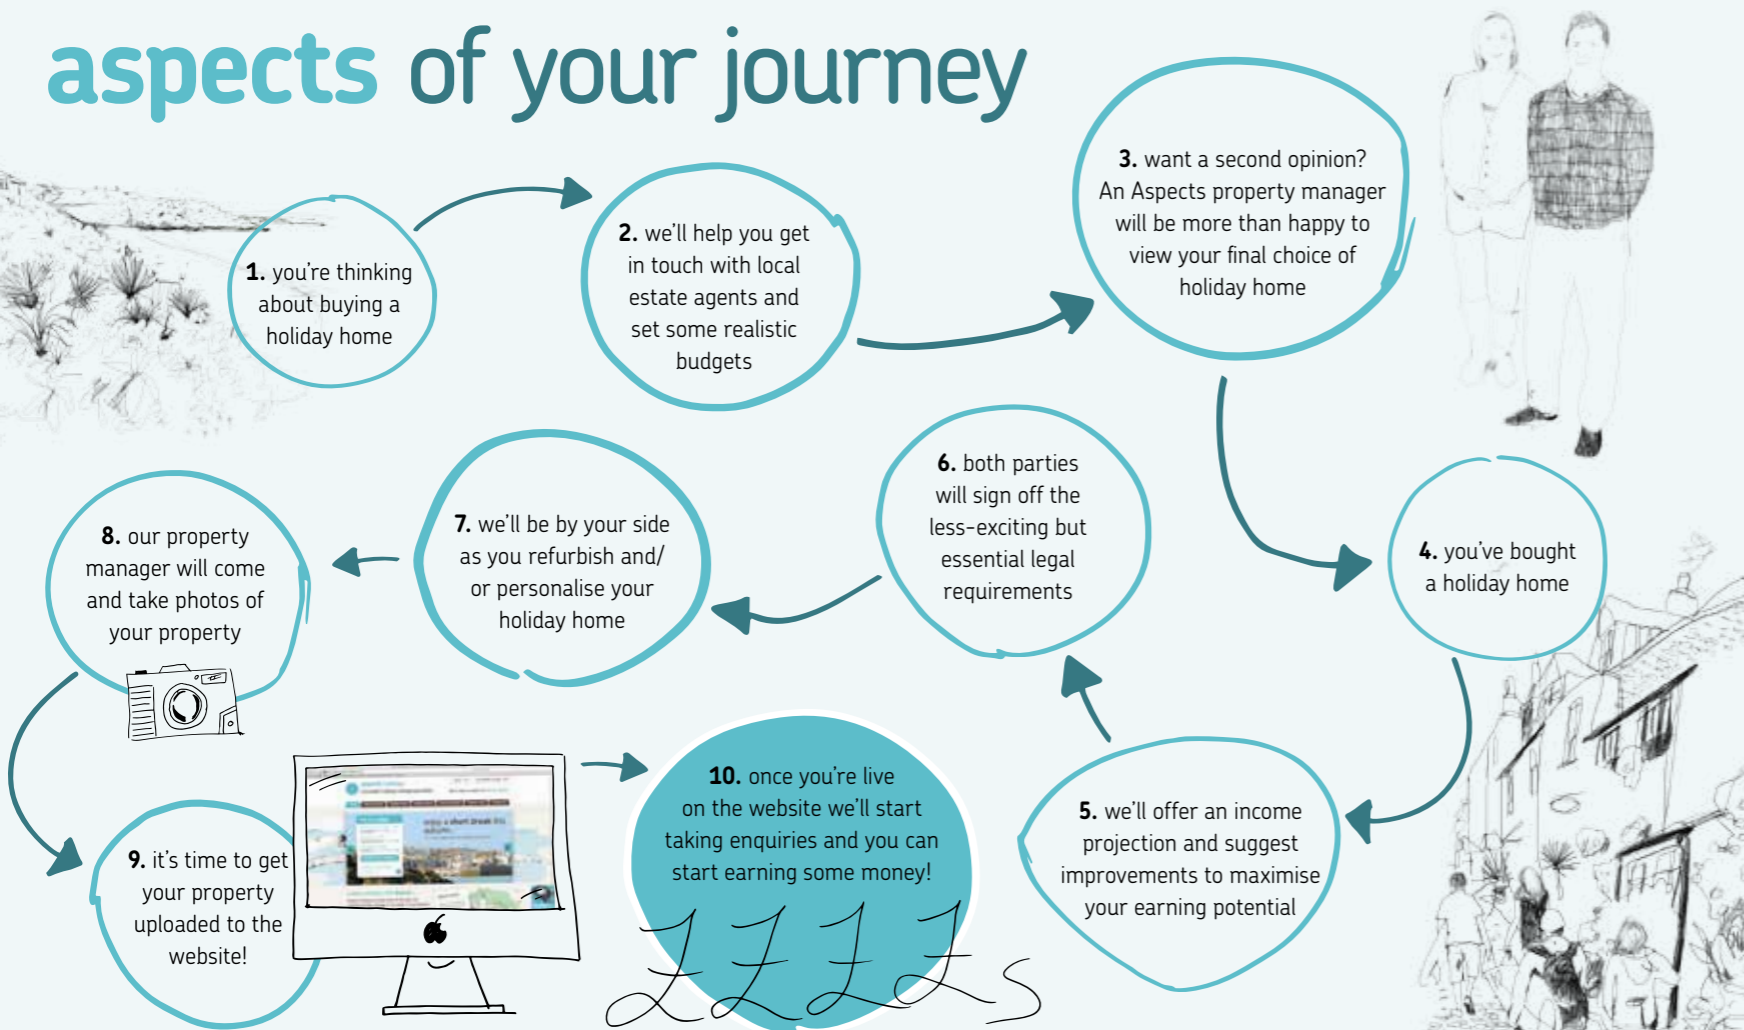 aspects of your journey
1. you're thinking
about buying a
holiday home
2. we'll help you get
in touch with local
estate agents and
set some realistic
budgets
3. want a second opinion?
An Aspects property manager
will be more than happy to
view your final choice of
holiday home
4. you've bought
a holiday home
5. we'll offer an income
projection and suggest
improvements to maximise
your earning potential
6. both parties
will sign off the
less-exciting but
essential legal
requirements
7. we'll be by your side
as you refurbish and/
or personalise your
holiday home
8. our property
manager will come
and take photos of
your property
9. it's time to get
your property
uploaded to the
website!
10. once you're live
on the website we'll start
taking enquiries and you can
start earning some money!
££££s